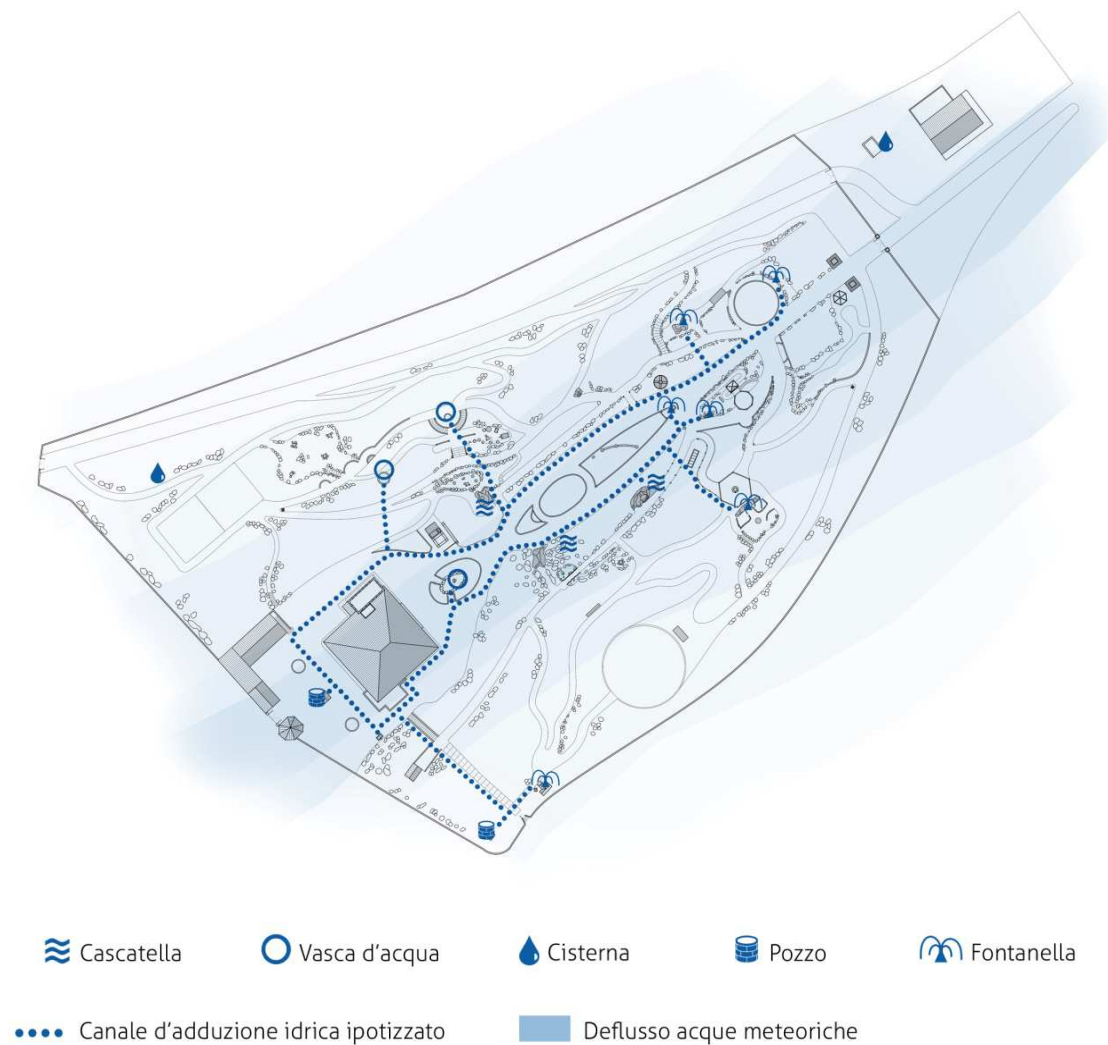 Cascatella
Vasca d'acqua
Cisterna
Pozzo
Fontanella
Canale d'adduzione idrica ipotizzato
Deflusso acque meteoriche